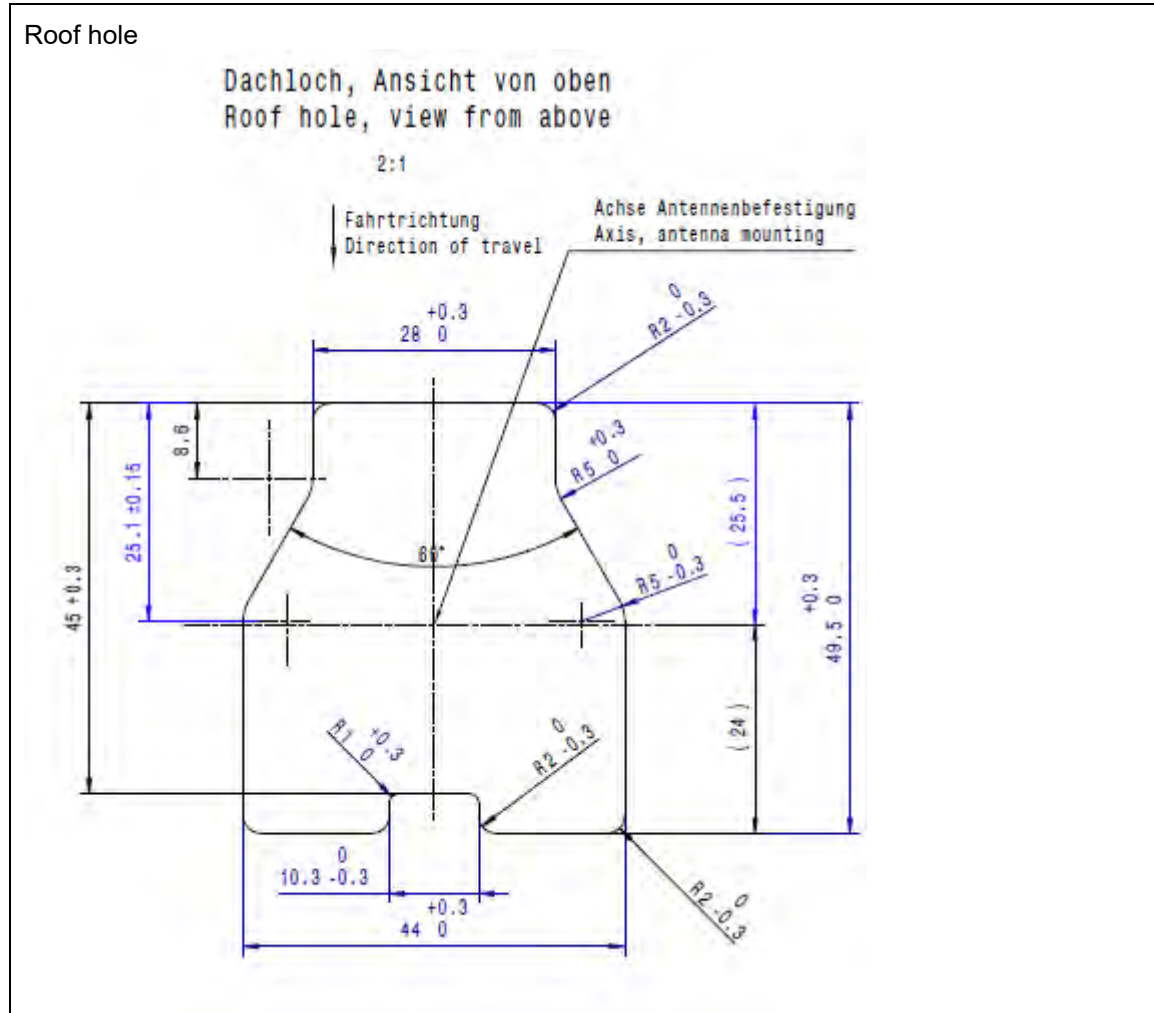 Roof hole
Dachloch, Ansicht von oben
Roof hole, view from above
2:1
Fahrtrichtung
Direction of travel
Achse Antennenbefestigung
Axis, antenna mounting
+0.3
28 0
0
R2 -0.3
8.6
+0.3
R5 0
25.1 ±0.15
(25.5)
60°
0
R5 -0.3
45 +0.3
+0.3
49.5 0
+0.3
R1 0
0
R2 -0.3
(24)
0
10.3 -0.3
+0.3
44 0
0
R2 -0.3